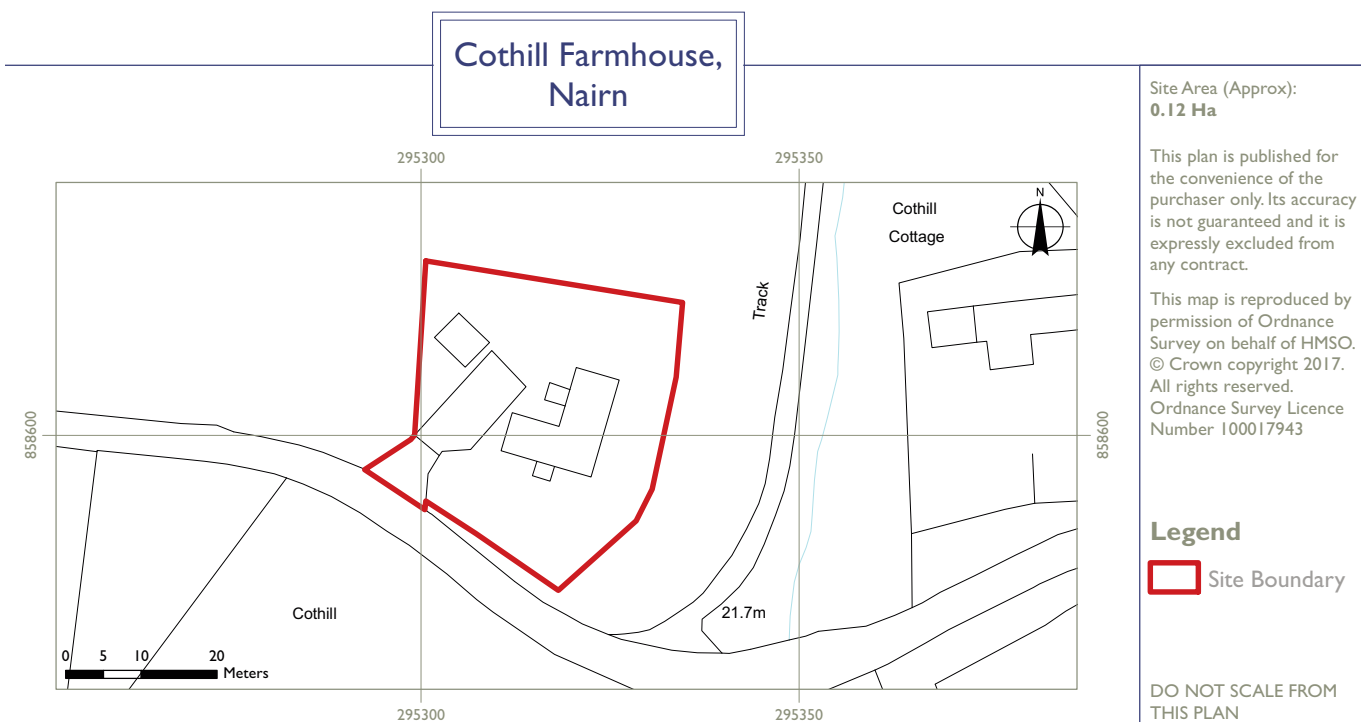 Cothill Farmhouse,
Nairn
295300
295350
858600
858600
295300
295350
Cothill
Cottage
N
Track
21.7m
Cothill
0 5 10 20
Meters
Site Area (Approx):
0.12 Ha
This plan is published for
the convenience of the
purchaser only. Its accuracy
is not guaranteed and it is
expressly excluded from
any contract.
This map is reproduced by
permission of Ordnance
Survey on behalf of HMSO.
© Crown copyright 2017.
All rights reserved.
Ordnance Survey Licence
Number 100017943
Legend
Site Boundary
DO NOT SCALE FROM
THIS PLAN